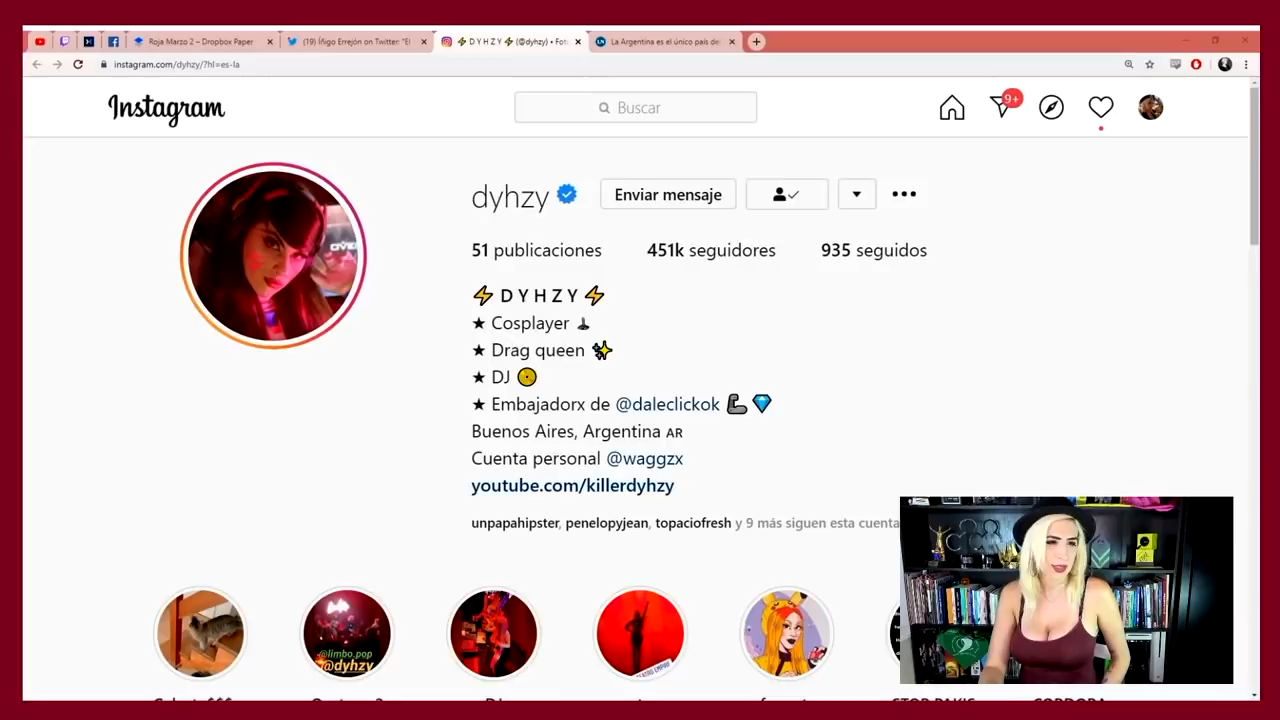 Roja Marzo 2 – Dropbox Paper
(19) Íñigo Errejón on Twitter: "El
⚡ D Y H Z Y ⚡ (@dyhzy) • Fot
La Argentina es el único país de
instagram.com/dyhzy/?hl=es-la
Instagram
Buscar
9+
dyhzy
Enviar mensaje
51 publicaciones
451k seguidores
935 seguidos
⚡ D Y H Z Y ⚡
★ Cosplayer 🕹
★ Drag queen ✨
★ DJ 📀
★ Embajadorx de @daleclickok 💪 💎
Buenos Aires, Argentina AR
Cuenta personal @waggzx
youtube.com/killerdyhzy
unpapahipster, penelopyjean, topaciofresh y 9 más siguen esta cuenta
@limbo.pop
@dyhzy